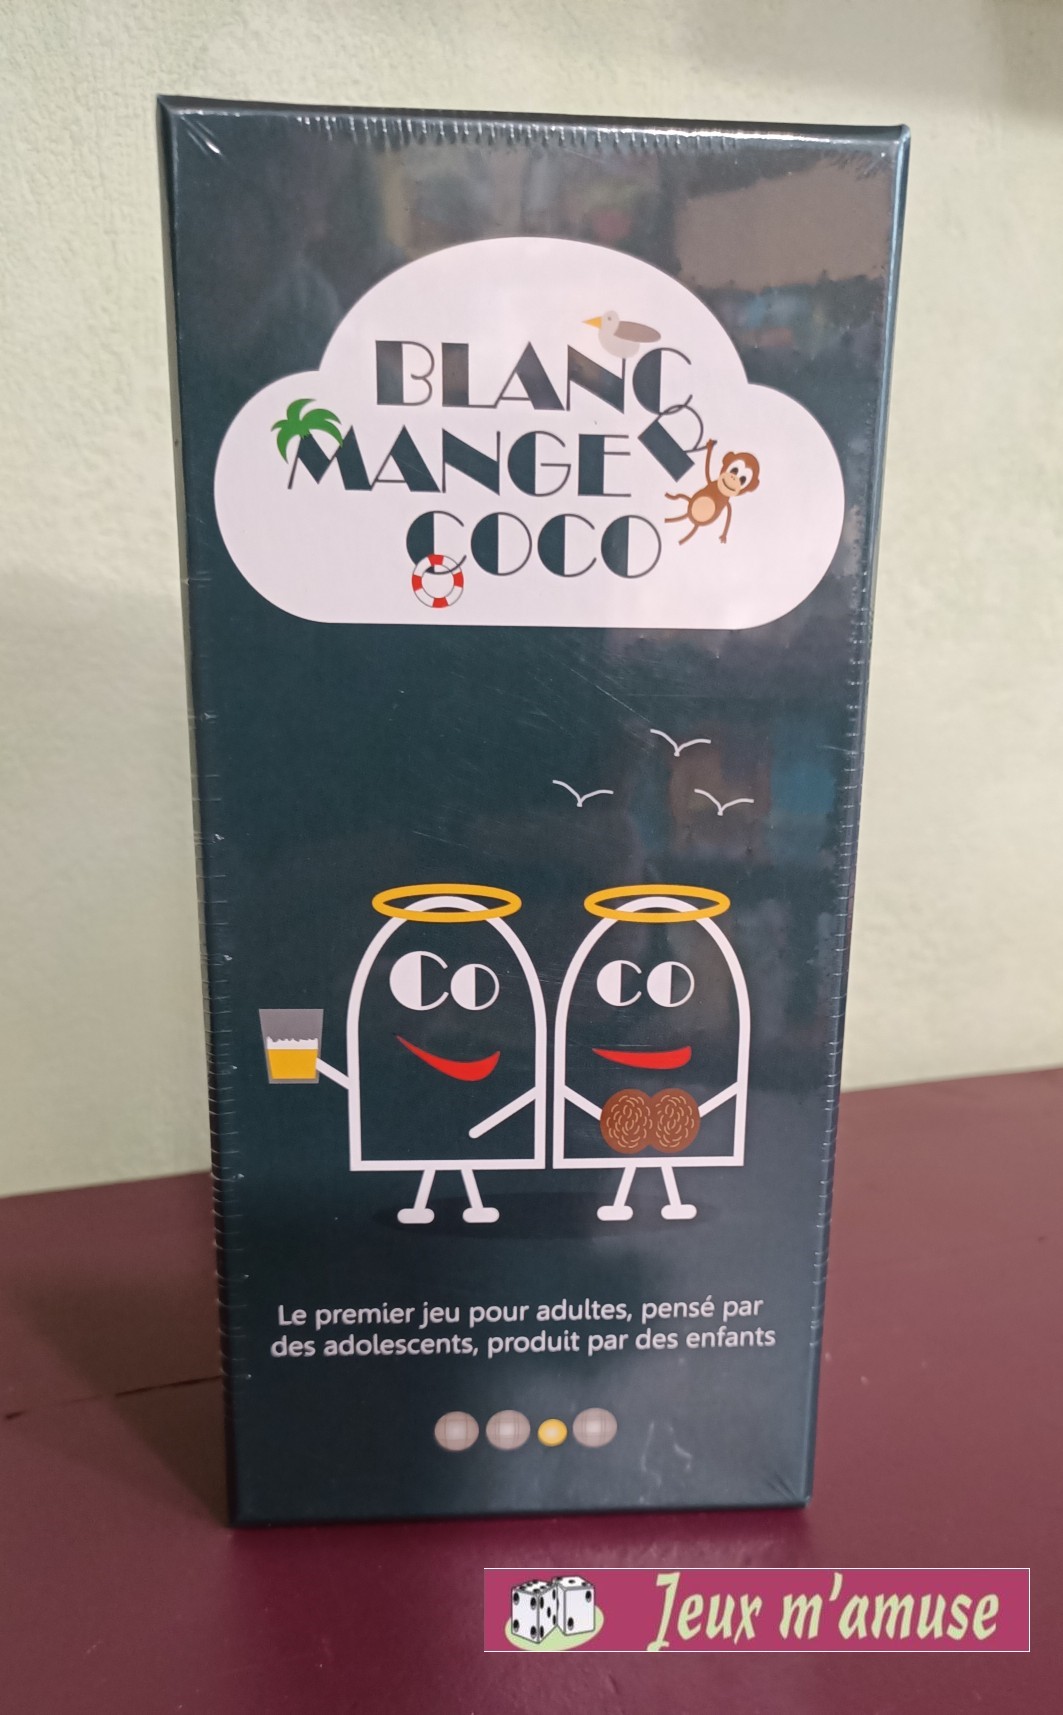 BLANC
MANGER
COCO
Co co
Le premier jeu pour adultes, pensé par
des adolescents, produit par des enfants
Jeux m'amuse